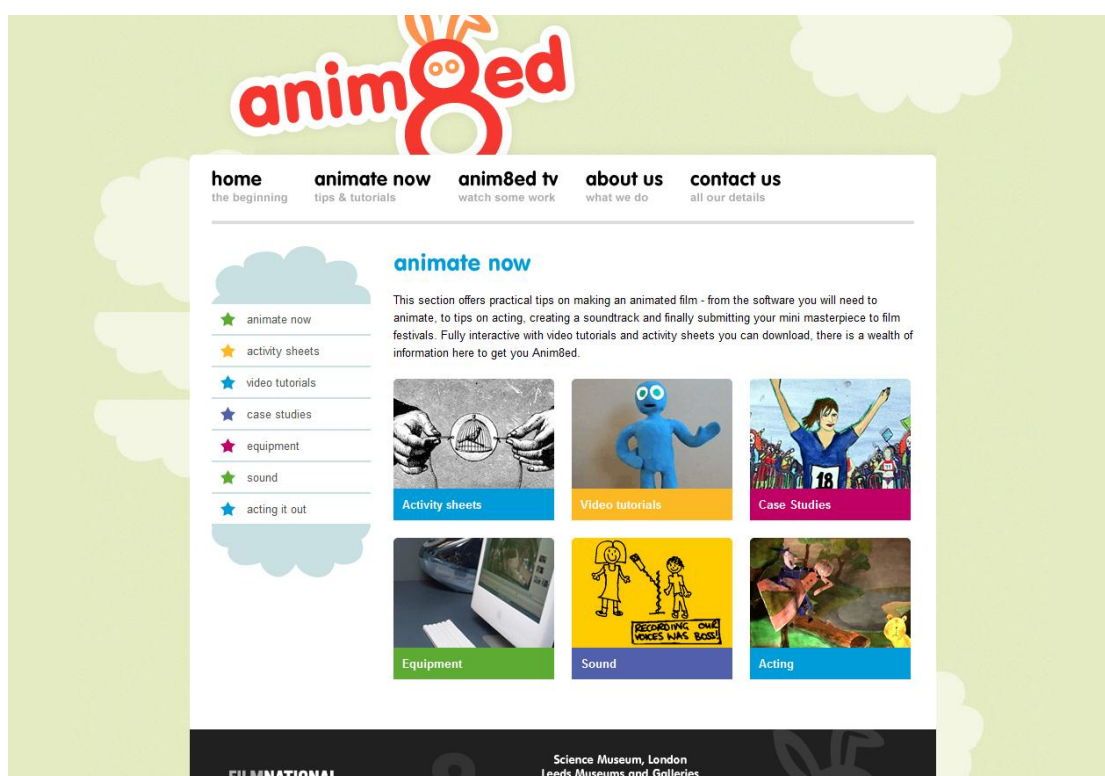 anim8ed
home
the beginning
animate now
tips & tutorials
anim8ed tv
watch some work
about us
what we do
contact us
all our details
animate now
activity sheets
video tutorials
case studies
equipment
sound
acting it out
animate now
This section offers practical tips on making an animated film - from the software you will need to
animate, to tips on acting, creating a soundtrack and finally submitting your mini masterpiece to film
festivals. Fully interactive with video tutorials and activity sheets you can download, there is a wealth of
information here to get you Anim8ed.
18
Activity sheets
Video tutorials
Case Studies
RECORDING OUR
VOICES WAS BOSS!
Equipment
Sound
Acting
FILMNATIONAL
8
Science Museum, London
Leeds Museums and Galleries